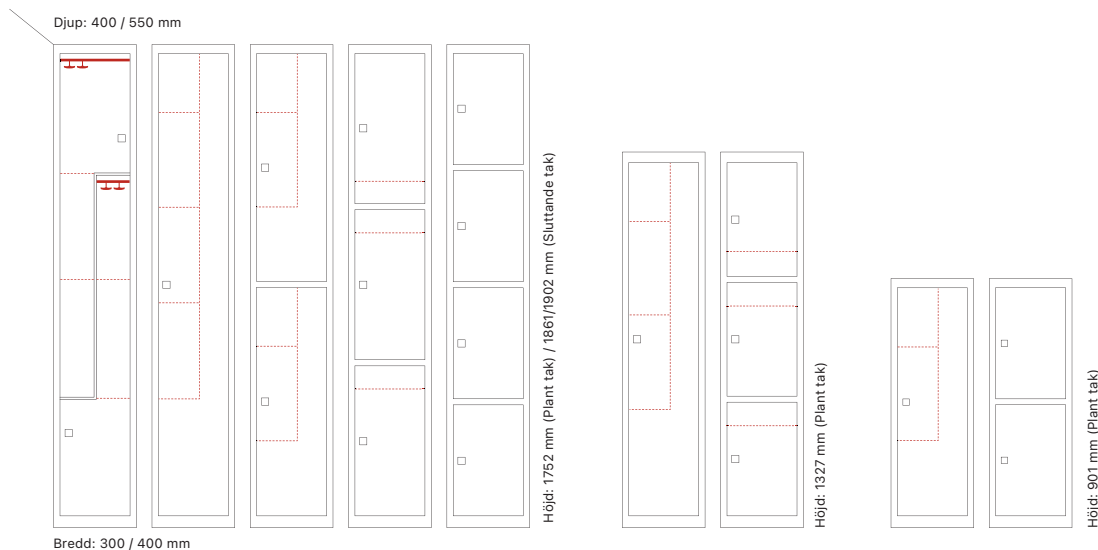 Djup: 400 / 550 mm
Höjd: 1752 mm (Plant tak) / 1861/1902 mm (Sluttande tak)
Höjd: 1327 mm (Plant tak)
Höjd: 901 mm (Plant tak)
Bredd: 300 / 400 mm